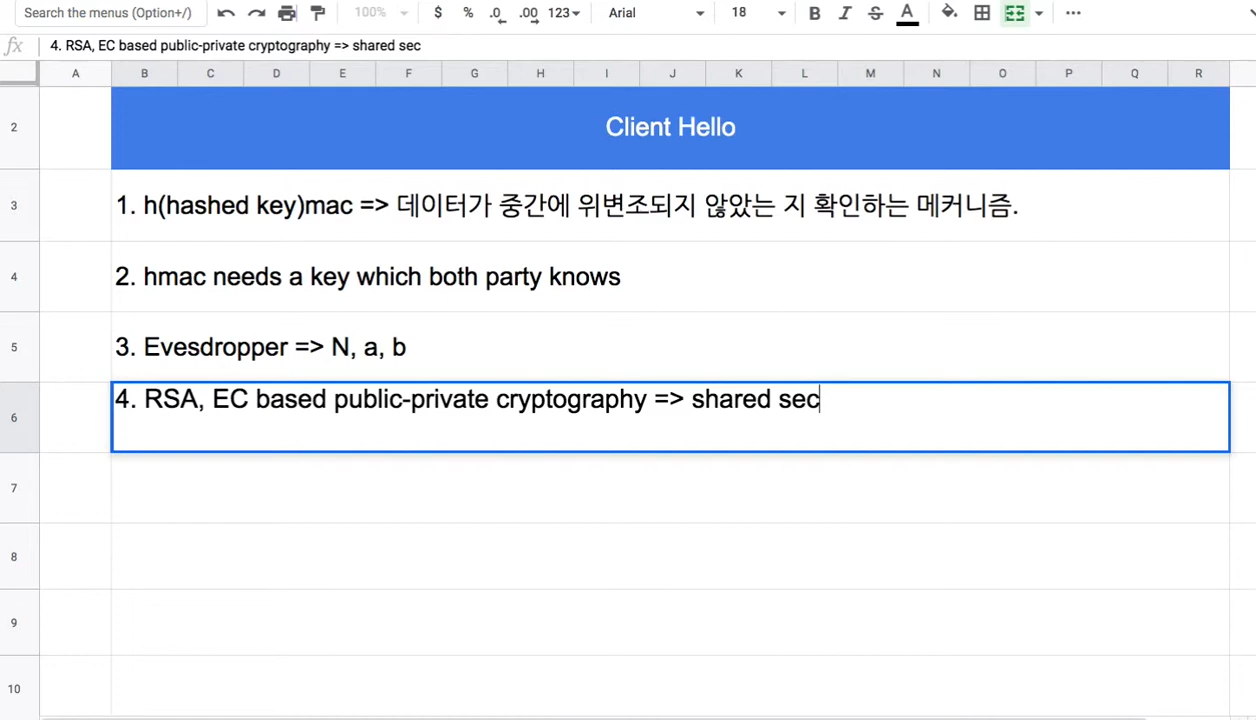 Search the menus (Option+/)
100%
$ % .0 .00 123
Arial
18
B I S A
fx
4. RSA, EC based public-private cryptography => shared sec
A B C D E F G H I J K L M N O P Q R
2
Client Hello
3
1. h(hashed key)mac => 데이터가 중간에 위변조되지 않았는 지 확인하는 메커니즘.
4
2. hmac needs a key which both party knows
5
3. Evesdropper => N, a, b
6
4. RSA, EC based public-private cryptography => shared sec
7
8
9
10